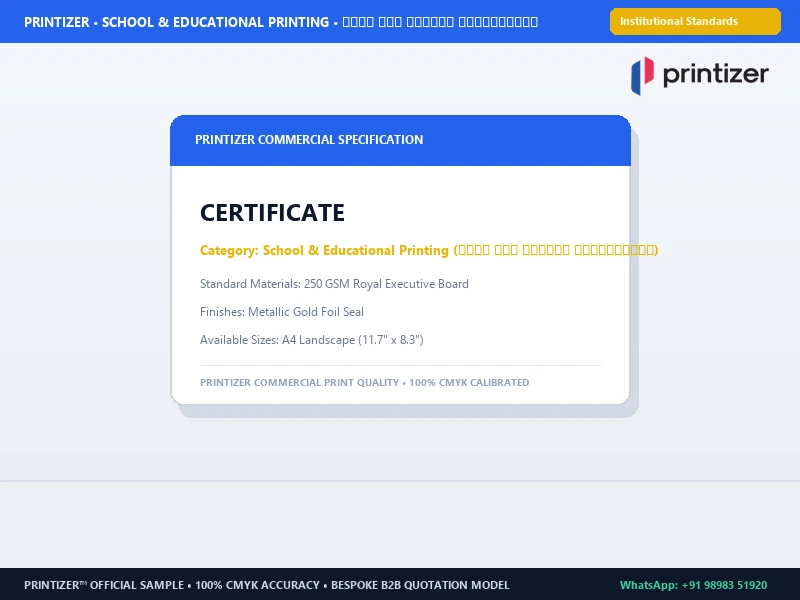 PRINTIZER • SCHOOL & EDUCATIONAL PRINTING •
Institutional Standards
printizer
PRINTIZER COMMERCIAL SPECIFICATION
CERTIFICATE
Category: School & Educational Printing (
Standard Materials: 250 GSM Royal Executive Board
Finishes: Metallic Gold Foil Seal
Available Sizes: A4 Landscape (11.7" x 8.3")
PRINTIZER COMMERCIAL PRINT QUALITY • 100% CMYK CALIBRATED
PRINTIZER™ OFFICIAL SAMPLE • 100% CMYK ACCURACY • BESPOKE B2B QUOTATION MODEL
WhatsApp: +91 98983 51920